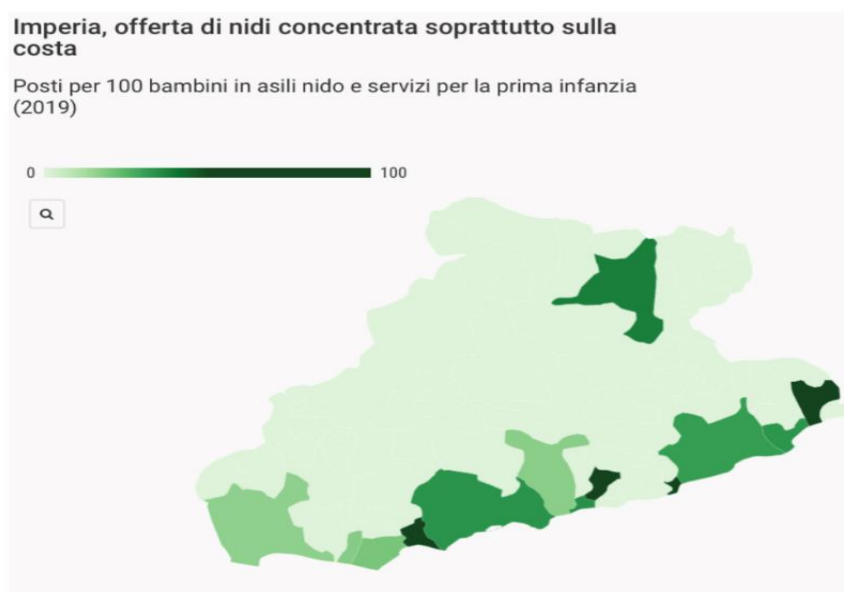 Imperia, offerta di nidi concentrata soprattutto sulla
costa
Posti per 100 bambini in asili nido e servizi per la prima infanzia
(2019)
0 100